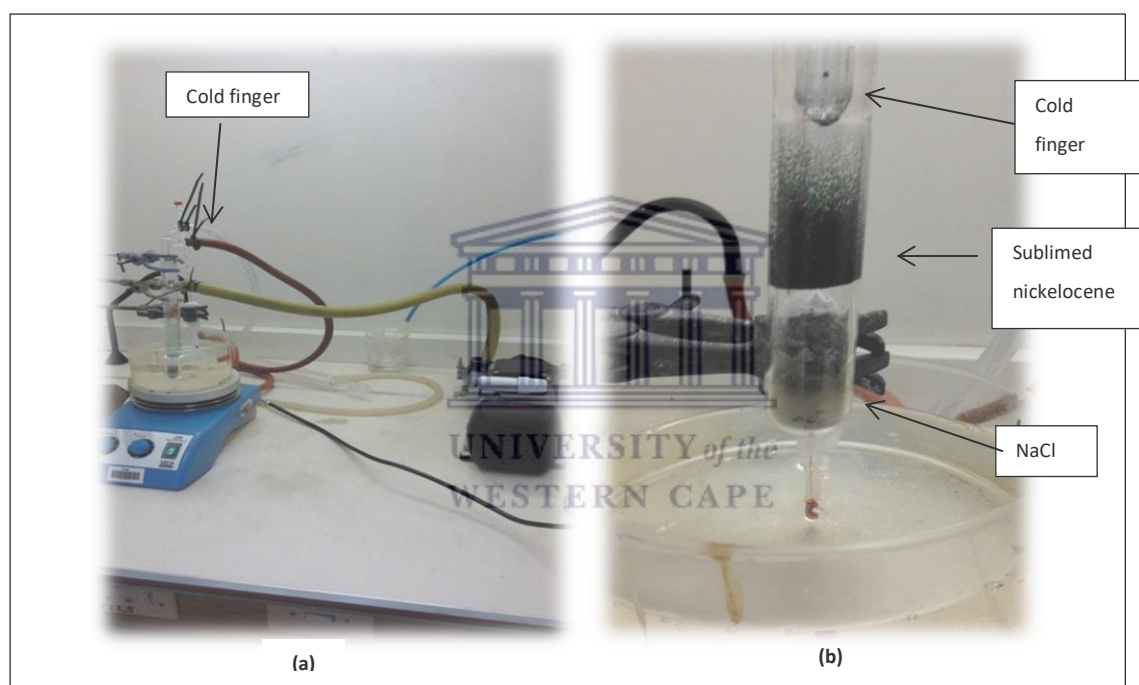 Cold finger
Cold
finger
Sublimed
nickelocene
NaCl
UNIVERSITY of the
WESTERN CAPE
(a)
(b)